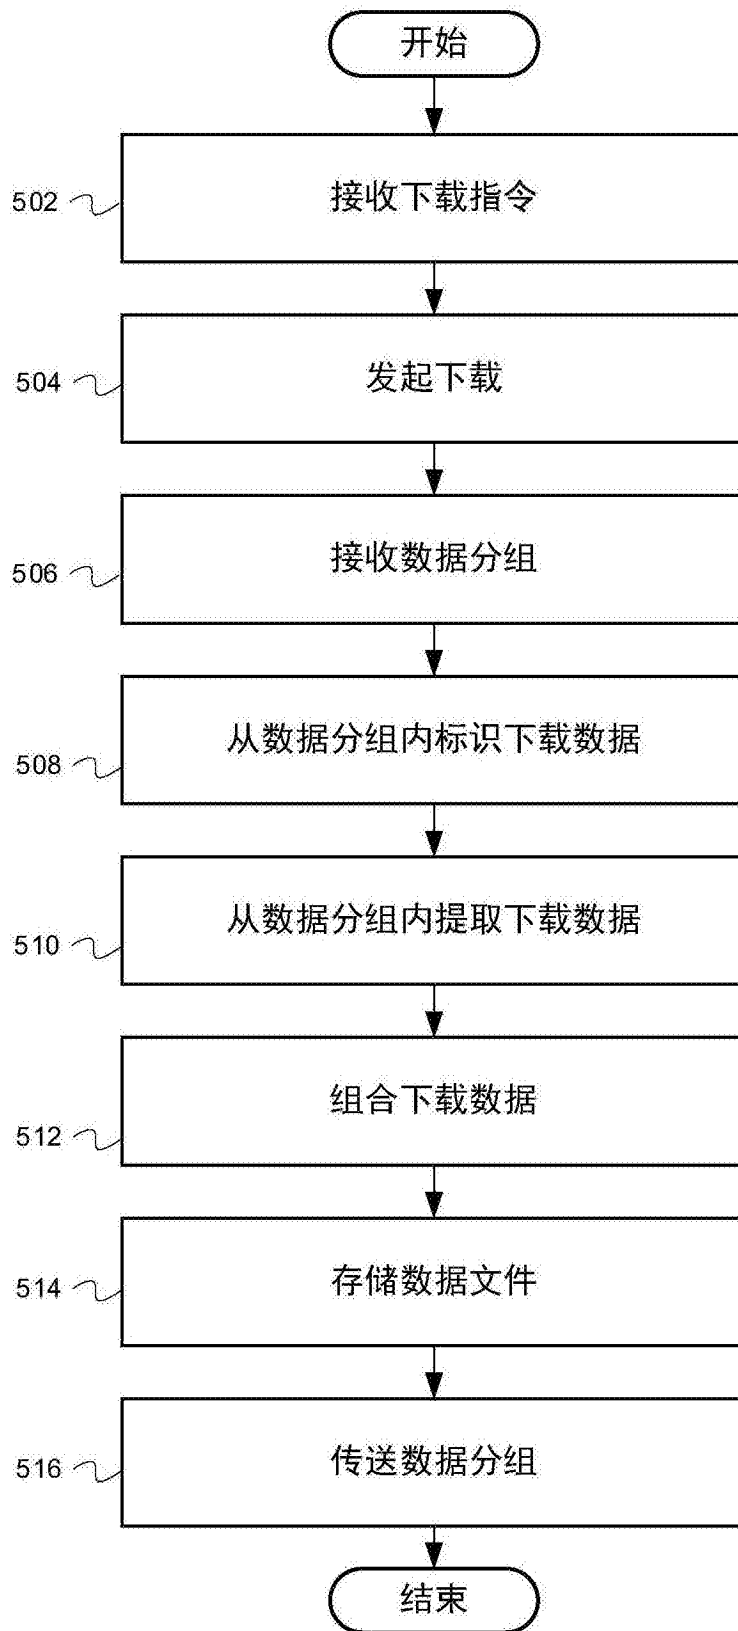 开始
502
接收下载指令
504
发起下载
506
接收数据分组
508
从数据分组内标识下载数据
510
从数据分组内提取下载数据
512
组合下载数据
514
存储数据文件
516
传送数据分组
结束